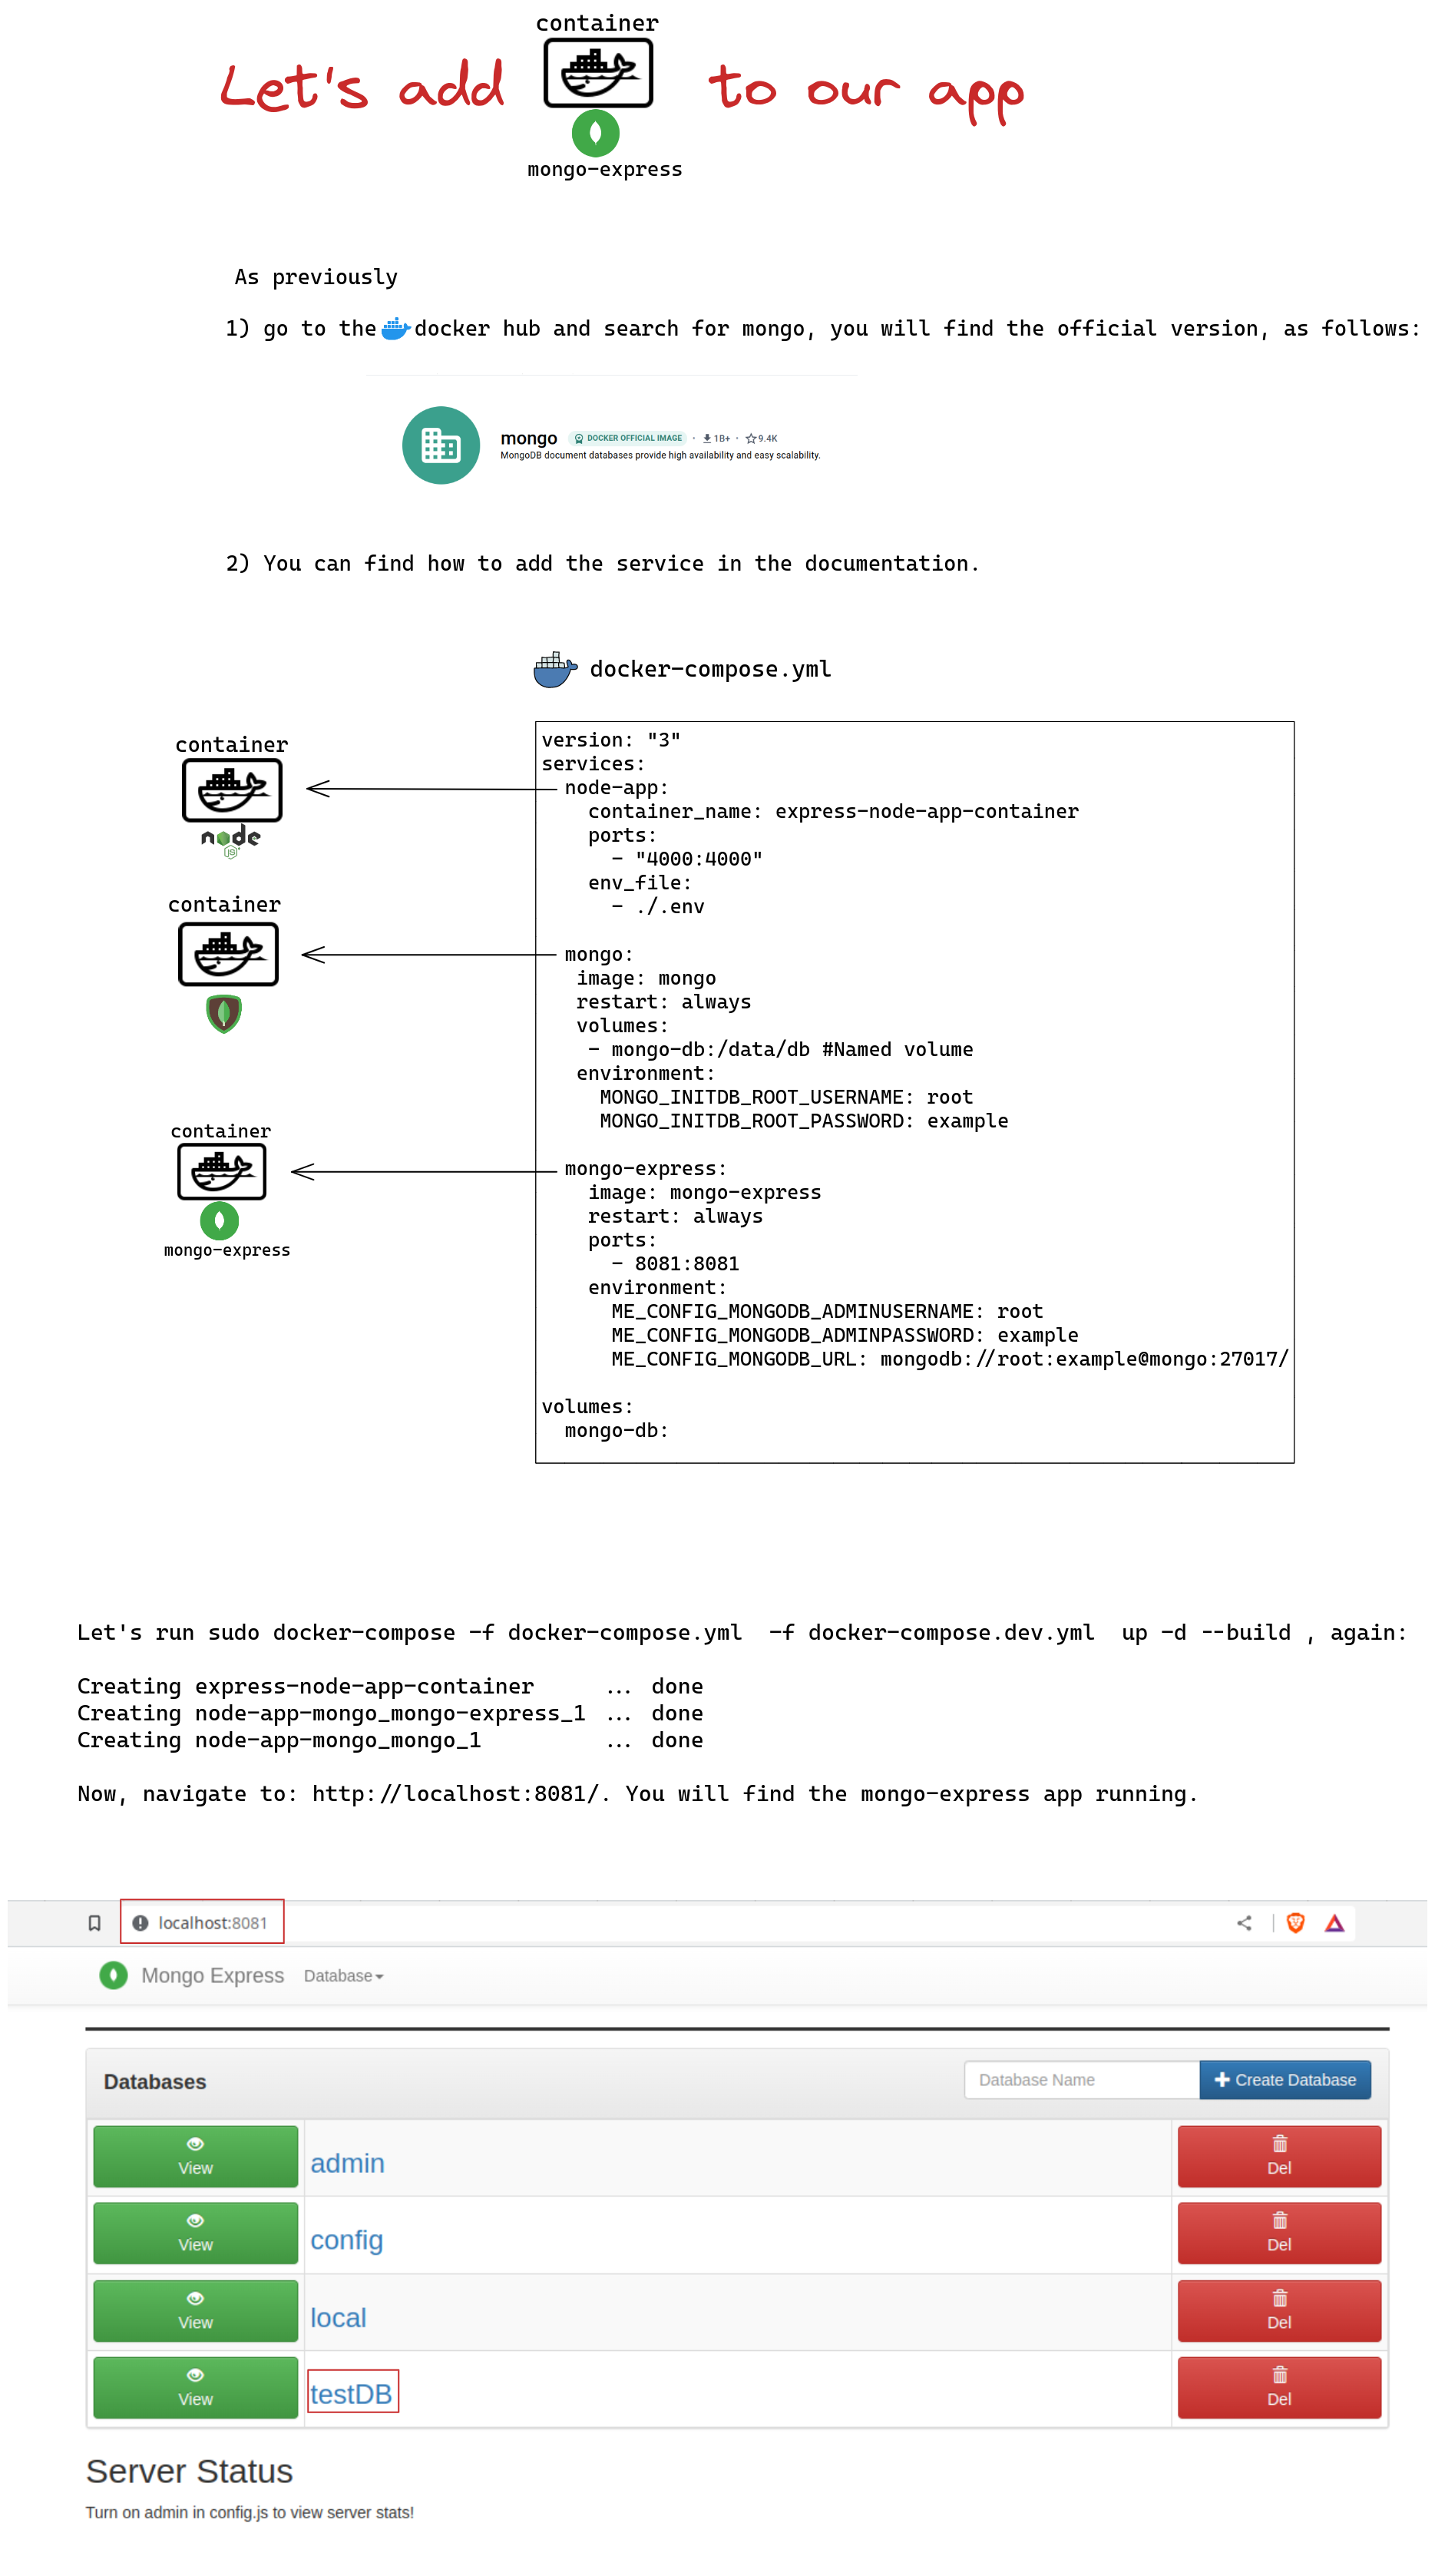 container
Let's add to our app
mongo-express
As previously
1) go to the docker hub and search for mongo, you will find the official version, as follows:
mongo DOCKER OFFICIAL IMAGE · 1B+ · 9.4K
MongoDB document databases provide high availability and easy scalability.
2) You can find how to add the service in the documentation.
docker-compose.yml
container
node
JS
container
container
mongo-express
version: "3"
services:
  node-app:
    container_name: express-node-app-container
    ports:
      - "4000:4000"
    env_file:
      - ./.env
  mongo:
   image: mongo
   restart: always
   volumes:
    - mongo-db:/data/db #Named volume
   environment:
     MONGO_INITDB_ROOT_USERNAME: root
     MONGO_INITDB_ROOT_PASSWORD: example
  mongo-express:
    image: mongo-express
    restart: always
    ports:
      - 8081:8081
    environment:
      ME_CONFIG_MONGODB_ADMINUSERNAME: root
      ME_CONFIG_MONGODB_ADMINPASSWORD: example
      ME_CONFIG_MONGODB_URL: mongodb://root:example@mongo:27017/
volumes:
  mongo-db:
Let's run sudo docker-compose -f docker-compose.yml  -f docker-compose.dev.yml  up -d --build , again:
Creating express-node-app-container ... done
Creating node-app-mongo_mongo-express_1 ... done
Creating node-app-mongo_mongo_1 ... done
Now, navigate to: http://localhost:8081/. You will find the mongo-express app running.
localhost:8081
Mongo Express Database
Databases Database Name Create Database
View admin Del
View config Del
View local Del
View testDB Del
Server Status
Turn on admin in config.js to view server stats!